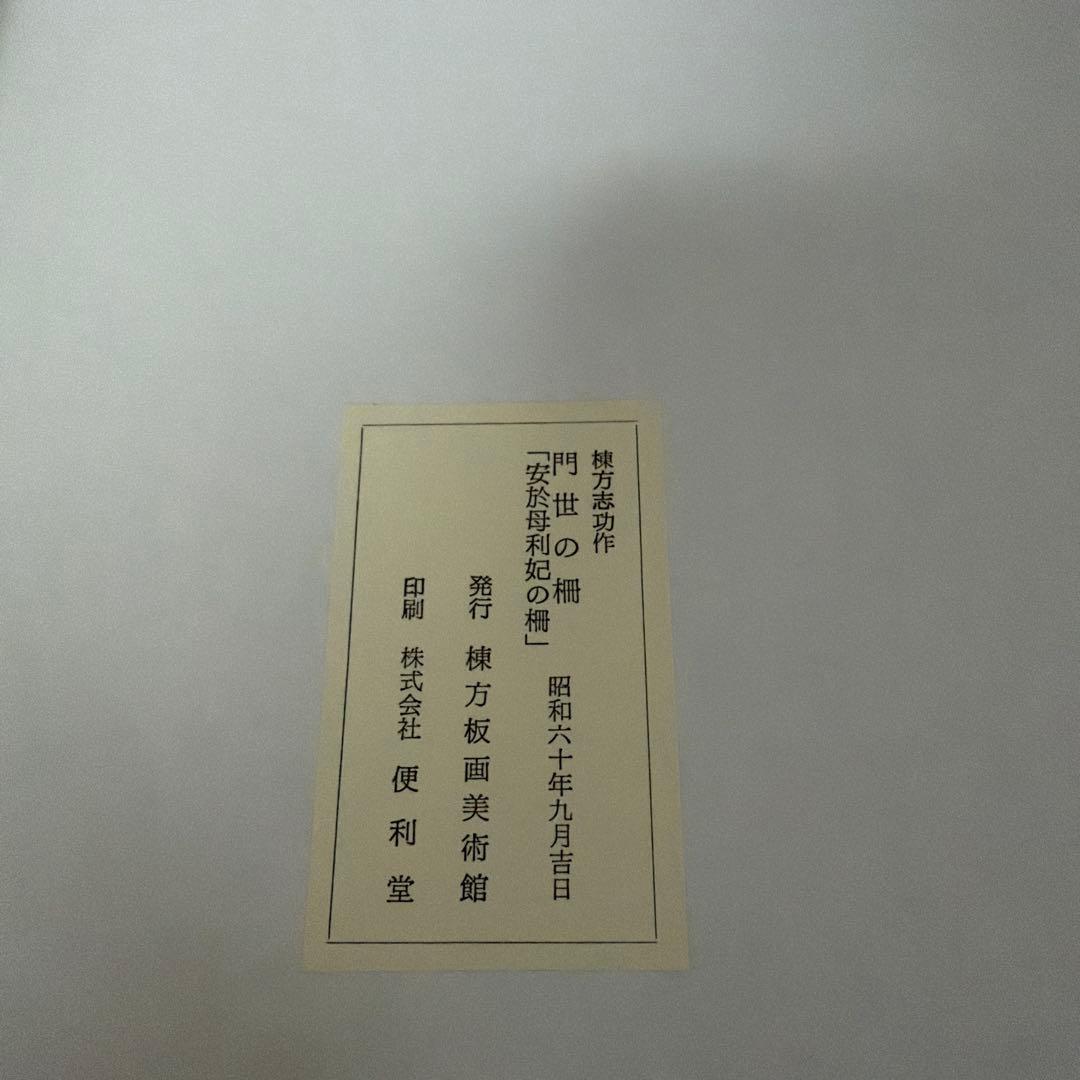 棟方志功作
門世の柵
「安於母利妃の柵」
昭和六十年九月吉日
発行 棟方板画美術館
印刷 株式会社 便利堂